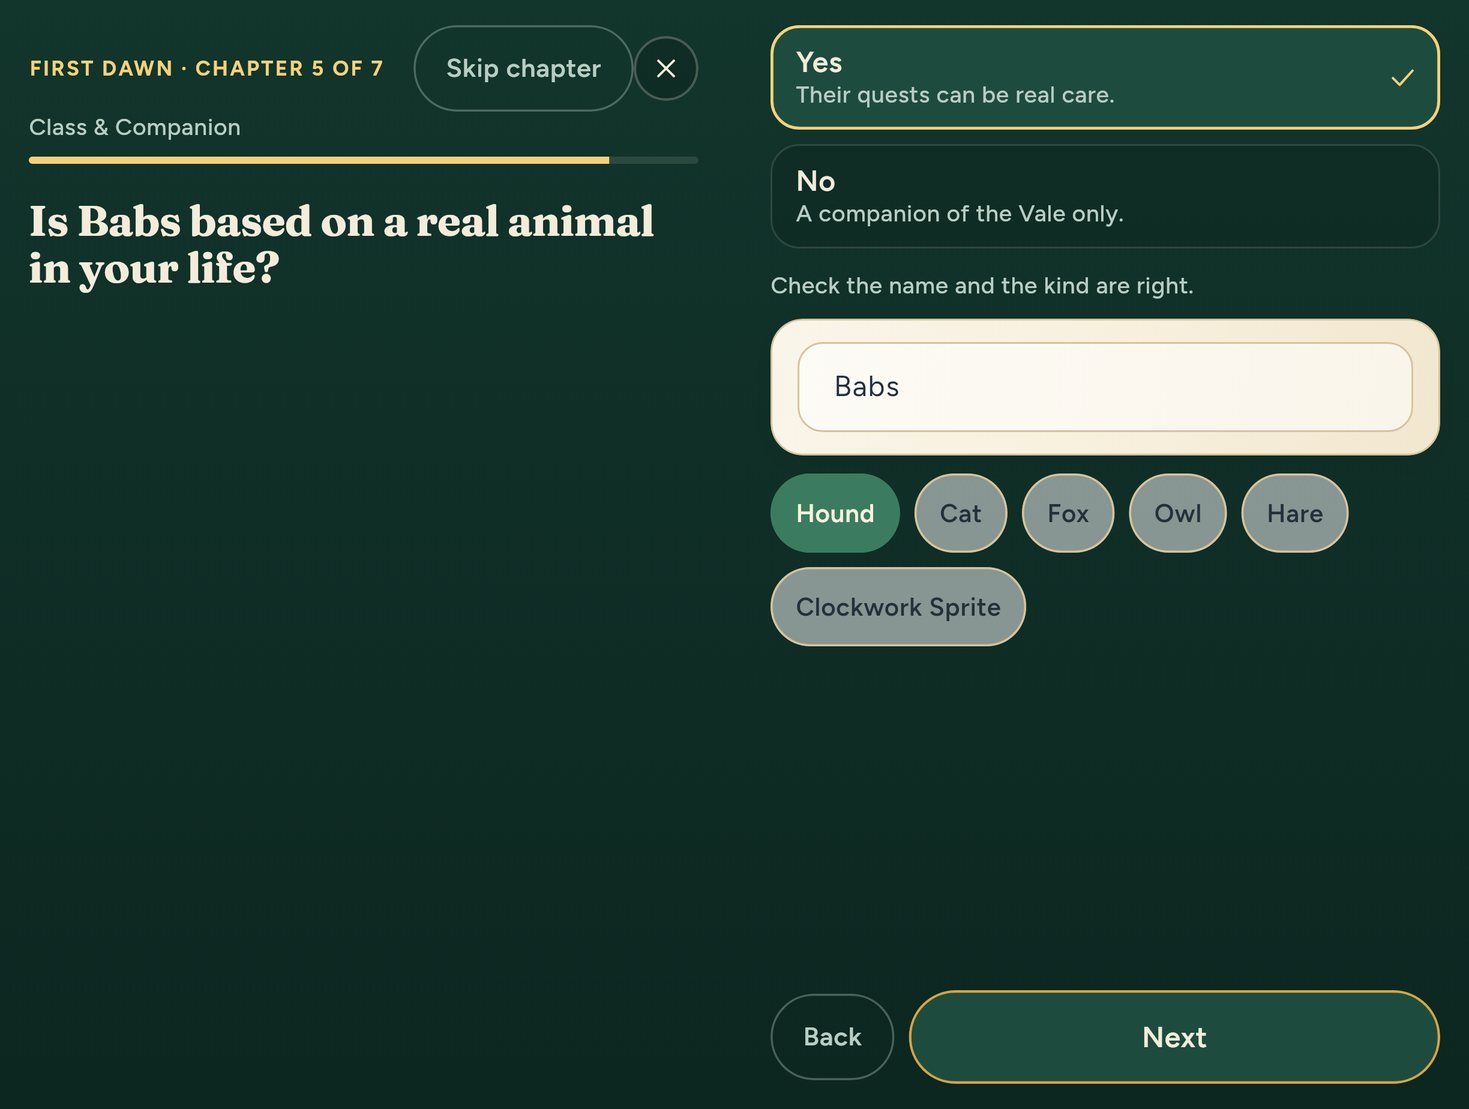 FIRST DAWN · CHAPTER 5 OF 7
Skip chapter
Class & Companion
Is Babs based on a real animal
in your life?
Yes
Their quests can be real care.
No
A companion of the Vale only.
Check the name and the kind are right.
Babs
Hound
Cat
Fox
Owl
Hare
Clockwork Sprite
Back
Next